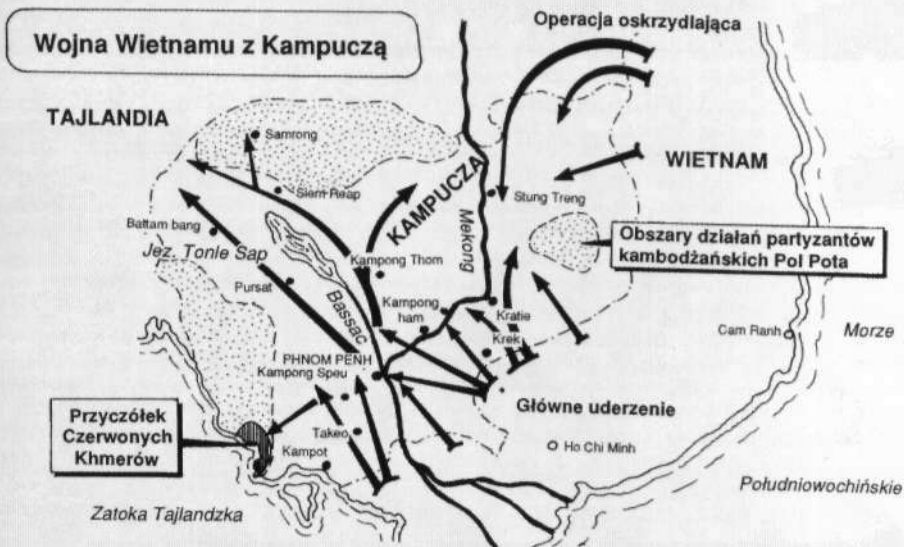 Operacja oskrzydlająca
Wojna Wietnamu z Kampuczą
TAJLANDIA
Samrong
WIETNAM
KAMPUCZA
Siem Reap
Stung Treng
Mekong
Battam bang
Jez. Tonle Sap
Obszary działań partyzantów
kambodżańskich Pol Pota
Kampong Thom
Pursat
Bassac
Kampong
ham
Kratie
Krek
Cam Ranh
Morze
PHNOM PENH
Kampong Speu
Główne uderzenie
Przyczółek
Czerwonych
Khmerów
Takeo
Kampot
Ho Chi Minh
Południowochińskie
Zatoka Tajlandzka